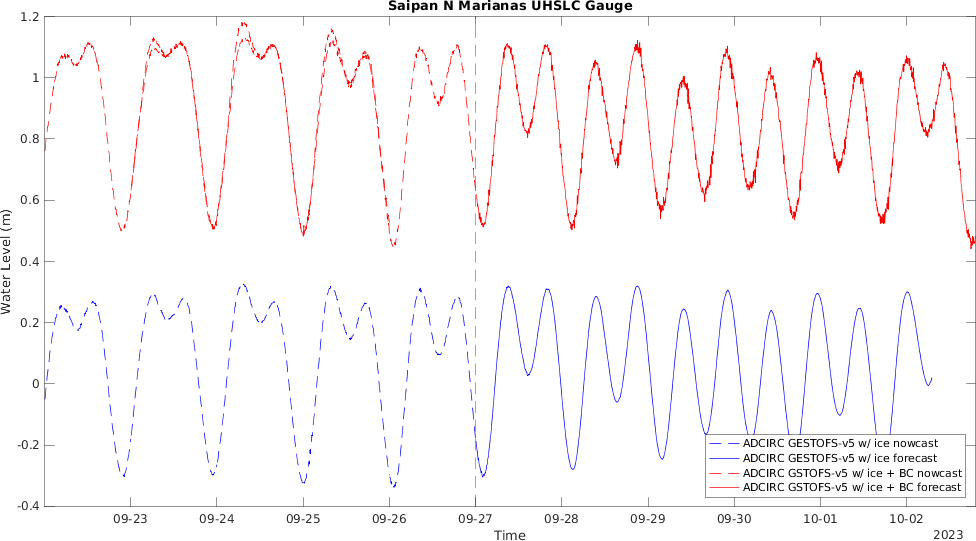 Saipan N Marianas UHSLC Gauge
1.2
1
0.8
0.6
0.4
0.2
0
-0.2
-0.4
Water Level (m)
ADCIRC GESTOFS-v5 w/ ice nowcast
ADCIRC GESTOFS-v5 w/ ice forecast
ADCIRC GSTOFS-v5 w/ ice + BC nowcast
ADCIRC GSTOFS-v5 w/ ice + BC forecast
09-23 09-24 09-25 09-26 09-27 09-28 09-29 09-30 10-01 10-02
Time
2023